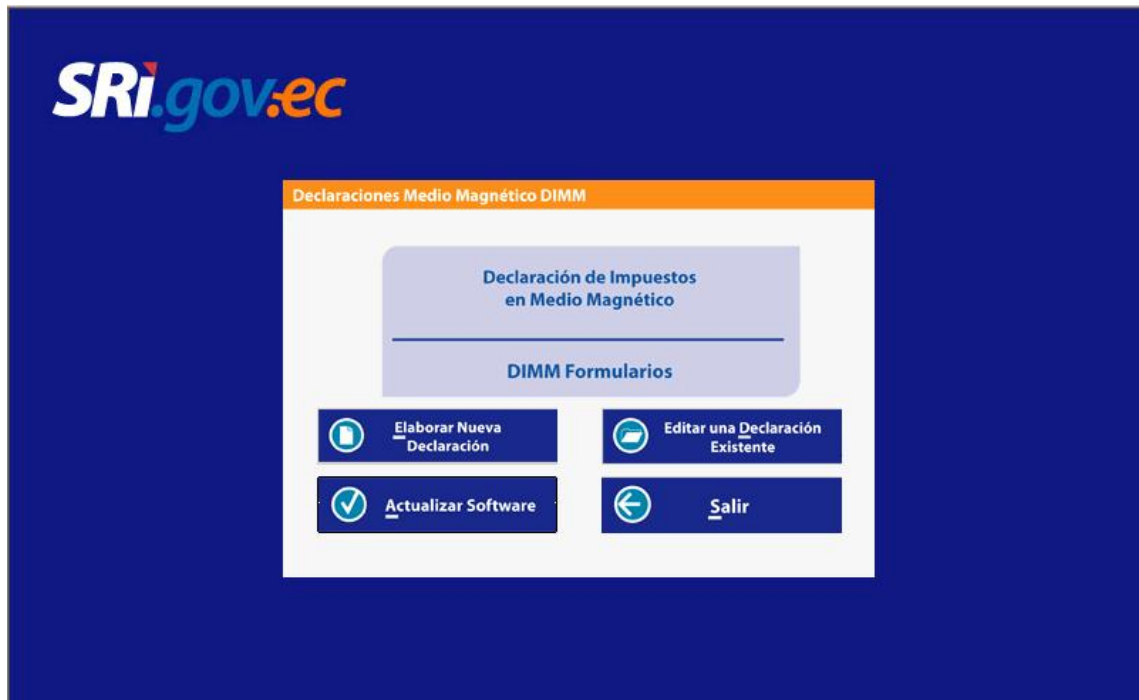 SRi.gov.ec
Declaraciones Medio Magnético DIMM
Declaración de Impuestos
en Medio Magnético
DIMM Formularios
Elaborar Nueva
Declaración
Editar una Declaración
Existente
Actualizar Software
Salir